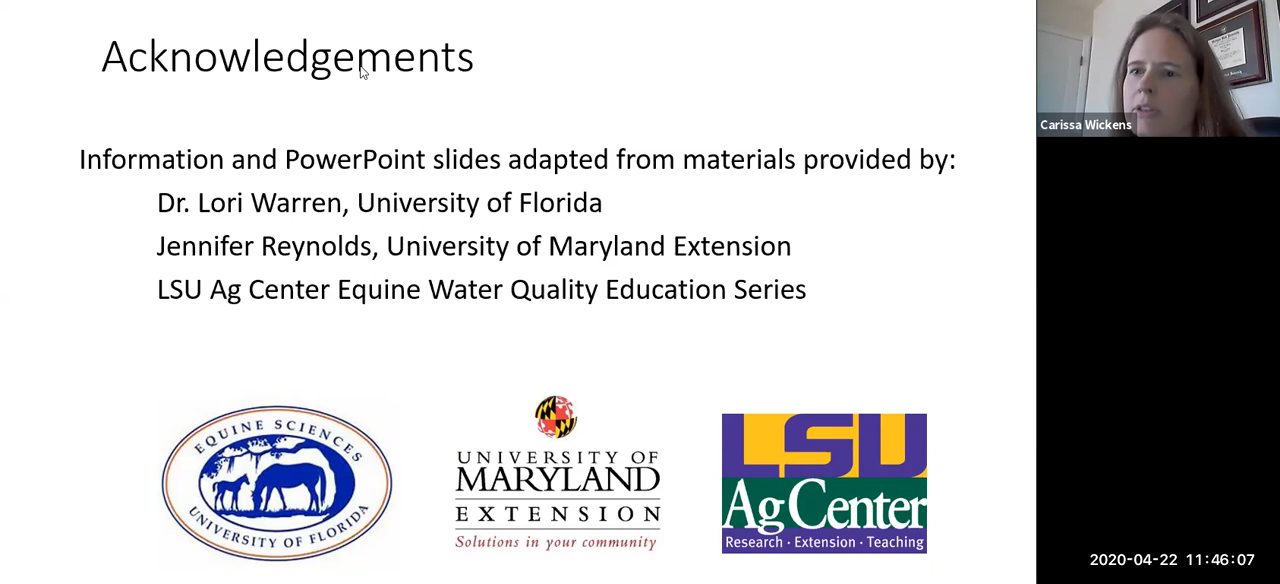 Acknowledgements
Information and PowerPoint slides adapted from materials provided by:
Dr. Lori Warren, University of Florida
Jennifer Reynolds, University of Maryland Extension
LSU Ag Center Equine Water Quality Education Series
EQUINE SCIENCES
UNIVERSITY OF FLORIDA
UNIVERSITY OF
MARYLAND
EXTENSION
Solutions in your community
LSU
Ag Center
Research · Extension · Teaching
Carissa Wickens
2020-04-22 11:46:07